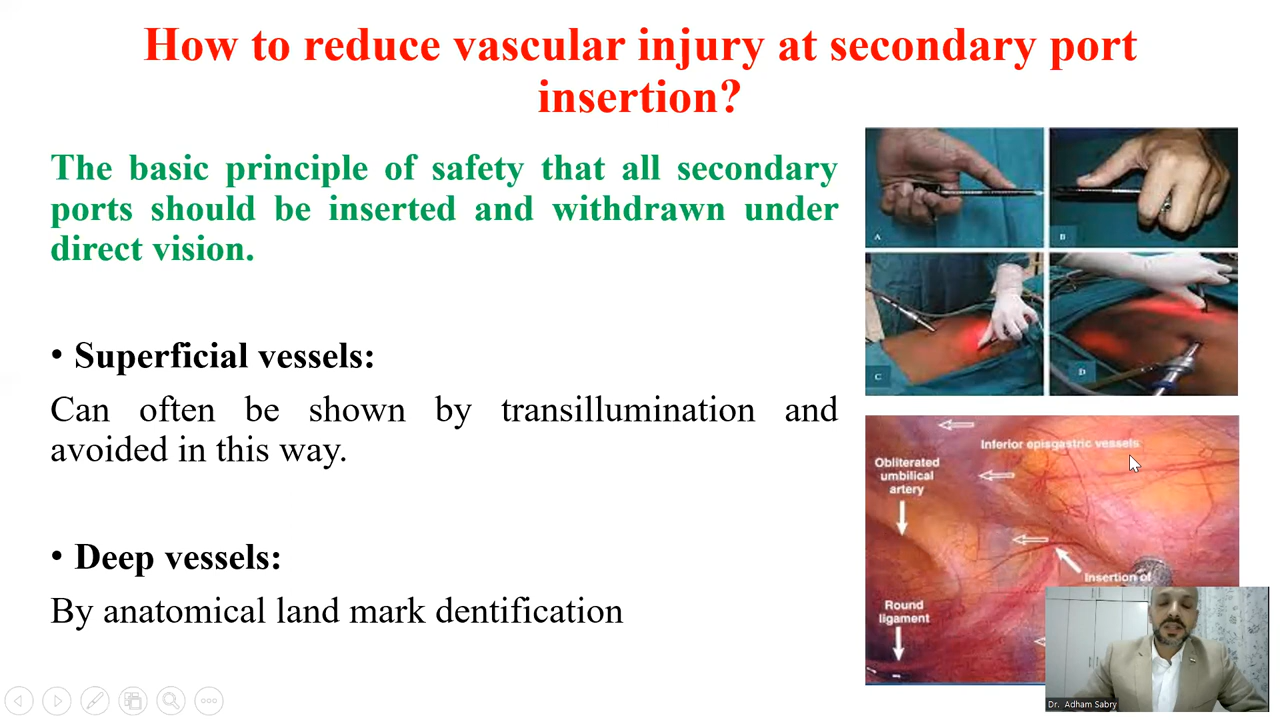 How to reduce vascular injury at secondary port
insertion?
The basic principle of safety that all secondary
ports should be inserted and withdrawn under
direct vision.
• Superficial vessels:
Can often be shown by transillumination and
avoided in this way.
• Deep vessels:
By anatomical land mark dentification
A
B
C
D
Inferior episgastric vessels
Obliterated
umbilical
artery
Insertion of
Round
ligament
Dr. Adham Sabry